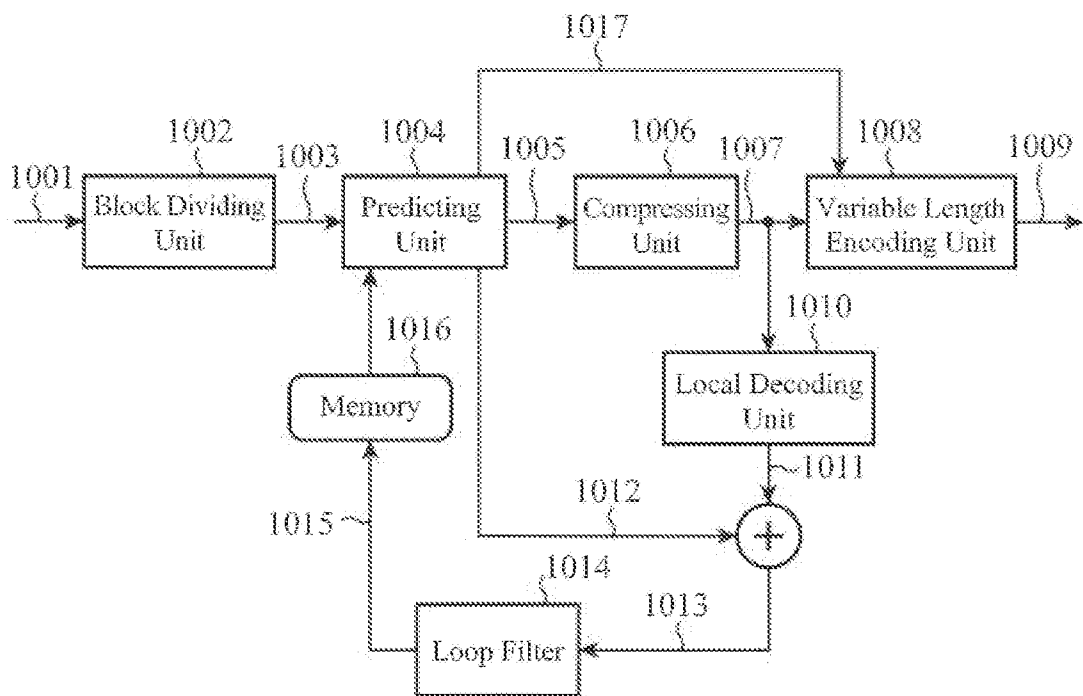 1017
1002
1003
1004
1005
1006
1007
1008
1009
1001
Block Dividing
Unit
Predicting
Unit
Compressing
Unit
Variable Length
Encoding Unit
1016
1010
Memory
Local Decoding
Unit
1011
1012
1015
+
1014
1013
Loop Filter